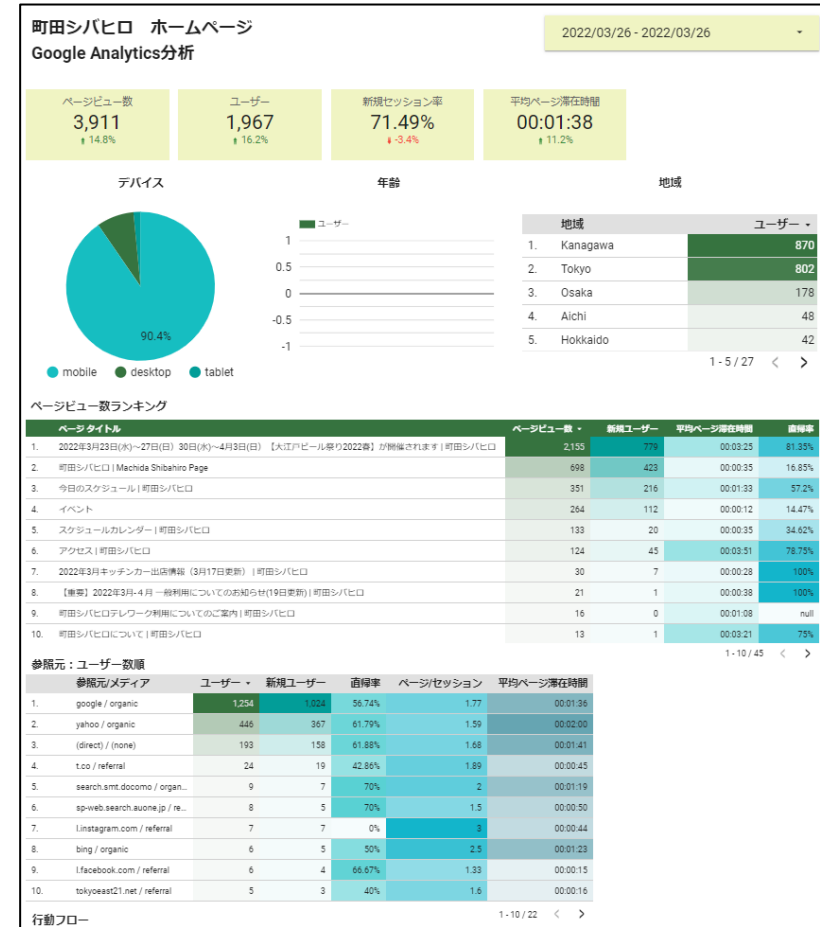 町田シバヒロ　ホームページ
Google Analytics分析
2022/03/26 - 2022/03/26
ページビュー数
3,911
14.8%
ユーザー
1,967
16.2%
新規セッション率
71.49%
-3.4%
平均ページ滞在時間
00:01:38
11.2%
デバイス
年齢
地域
90.4%
mobile desktop tablet
ユーザー
1
0.5
0
-0.5
-1
地域 ユーザー
1. Kanagawa 870
2. Tokyo 802
3. Osaka 178
4. Aichi 48
5. Hokkaido 42
1 - 5 / 27
ページビュー数ランキング
ページタイトル ページビュー数 新規ユーザー 平均ページ滞在時間 直帰率
1. 2022年3月23日(水)～27日(日) 30日(水)～4月3日(日) 【大江戸ビール祭り2022春】が開催されます | 町田シバヒロ 2,155 779 00:03:25 81.35%
2. 町田シバヒロ | Machida Shibahiro Page 698 423 00:00:35 16.85%
3. 今日のスケジュール | 町田シバヒロ 351 216 00:01:33 57.2%
4. イベント 264 112 00:00:12 14.47%
5. スケジュールカレンダー | 町田シバヒロ 133 20 00:00:35 34.62%
6. アクセス | 町田シバヒロ 124 45 00:03:51 78.75%
7. 2022年3月キッチンカー出店情報（3月17日更新） | 町田シバヒロ 30 7 00:00:28 100%
8. 【重要】2022年3月-４月 一般利用についてのお知らせ(19日更新) | 町田シバヒロ 21 1 00:00:38 100%
9. 町田シバヒロテレワーク利用についてのご案内 | 町田シバヒロ 16 0 00:01:08 null
10. 町田シバヒロについて | 町田シバヒロ 13 1 00:03:21 75%
1 - 10 / 45
参照元：ユーザー数順
参照元/メディア ユーザー 新規ユーザー 直帰率 ページ/セッション 平均ページ滞在時間
1. google / organic 1,254 1,024 56.74% 1.77 00:01:36
2. yahoo / organic 446 367 61.79% 1.59 00:02:00
3. (direct) / (none) 193 158 61.88% 1.68 00:01:41
4. t.co / referral 24 19 42.86% 1.89 00:00:45
5. search.smt.docomo / organ... 9 7 70% 2 00:01:19
6. sp-web.search.auone.jp / re... 8 5 70% 1.5 00:00:50
7. l.instagram.com / referral 7 7 0% 3 00:00:44
8. bing / organic 6 5 50% 2.5 00:01:23
9. l.facebook.com / referral 6 4 66.67% 1.33 00:00:15
10. tokyoeast21.net / referral 5 3 40% 1.6 00:00:16
1 - 10 / 22
行動フロー